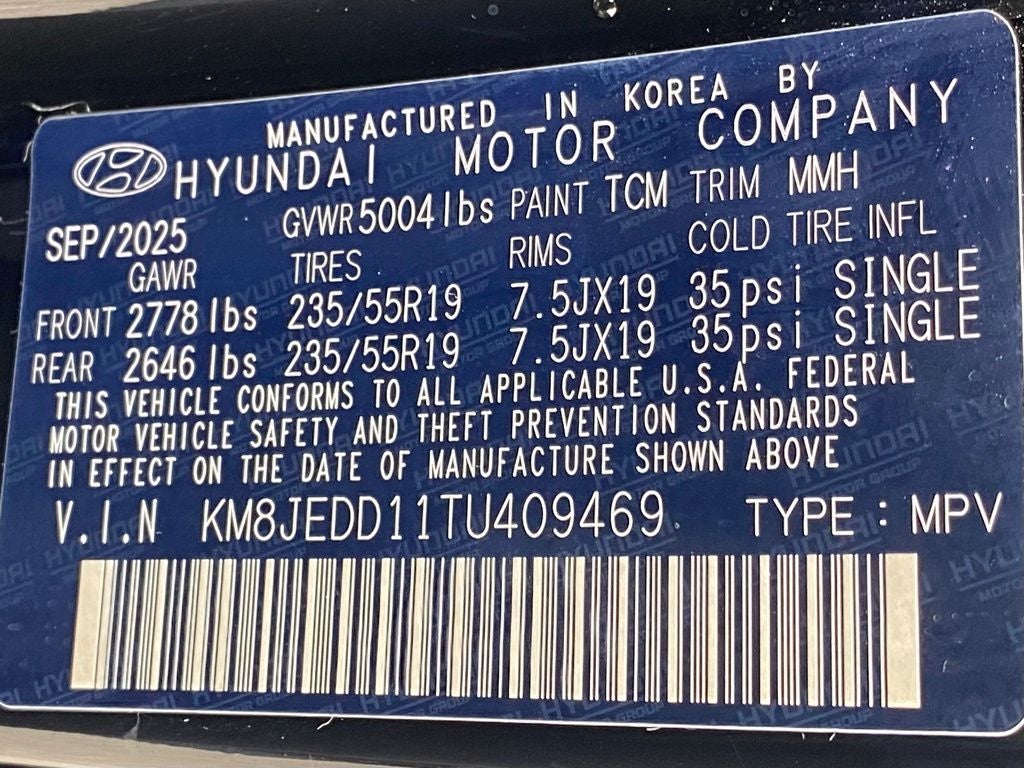 MANUFACTURED IN KOREA BY
HYUNDAI MOTOR COMPANY
SEP/2025 GVWR 5004 lbs PAINT TCM TRIM MMH
GAWR TIRES RIMS COLD TIRE INFL
FRONT 2778 lbs 235/55R19 7.5JX19 35psi SINGLE
REAR 2646 lbs 235/55R19 7.5JX19 35psi SINGLE
THIS VEHICLE CONFORMS TO ALL APPLICABLE U.S.A. FEDERAL
MOTOR VEHICLE SAFETY AND THEFT PREVENTION STANDARDS
IN EFFECT ON THE DATE OF MANUFACTURE SHOWN ABOVE
V.I.N KM8JEDD11TU409469 TYPE : MPV